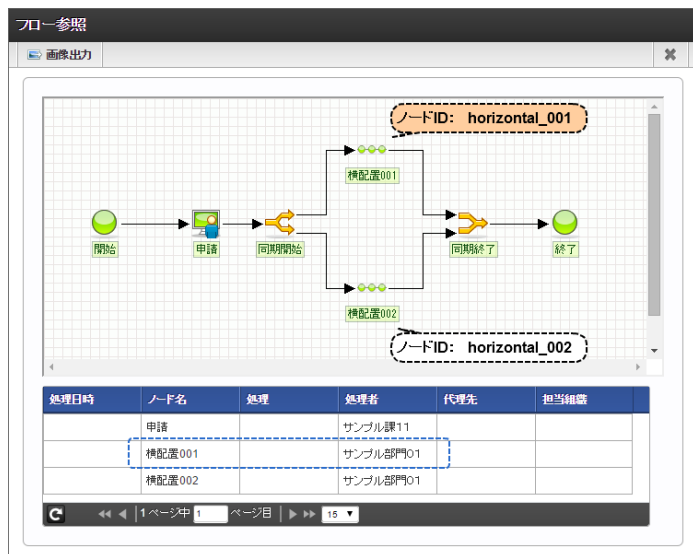 フロー参照
画像出力
ノードID: horizontal_001
横配置001
開始
申請
同期開始
同期終了
終了
横配置002
ノードID: horizontal_002
処理日時 ノード名 処理 処理者 代理先 担当組織
申請 サンプル課11
横配置001 サンプル部門01
横配置002 サンプル部門01
1 ページ中 1 ページ目 15